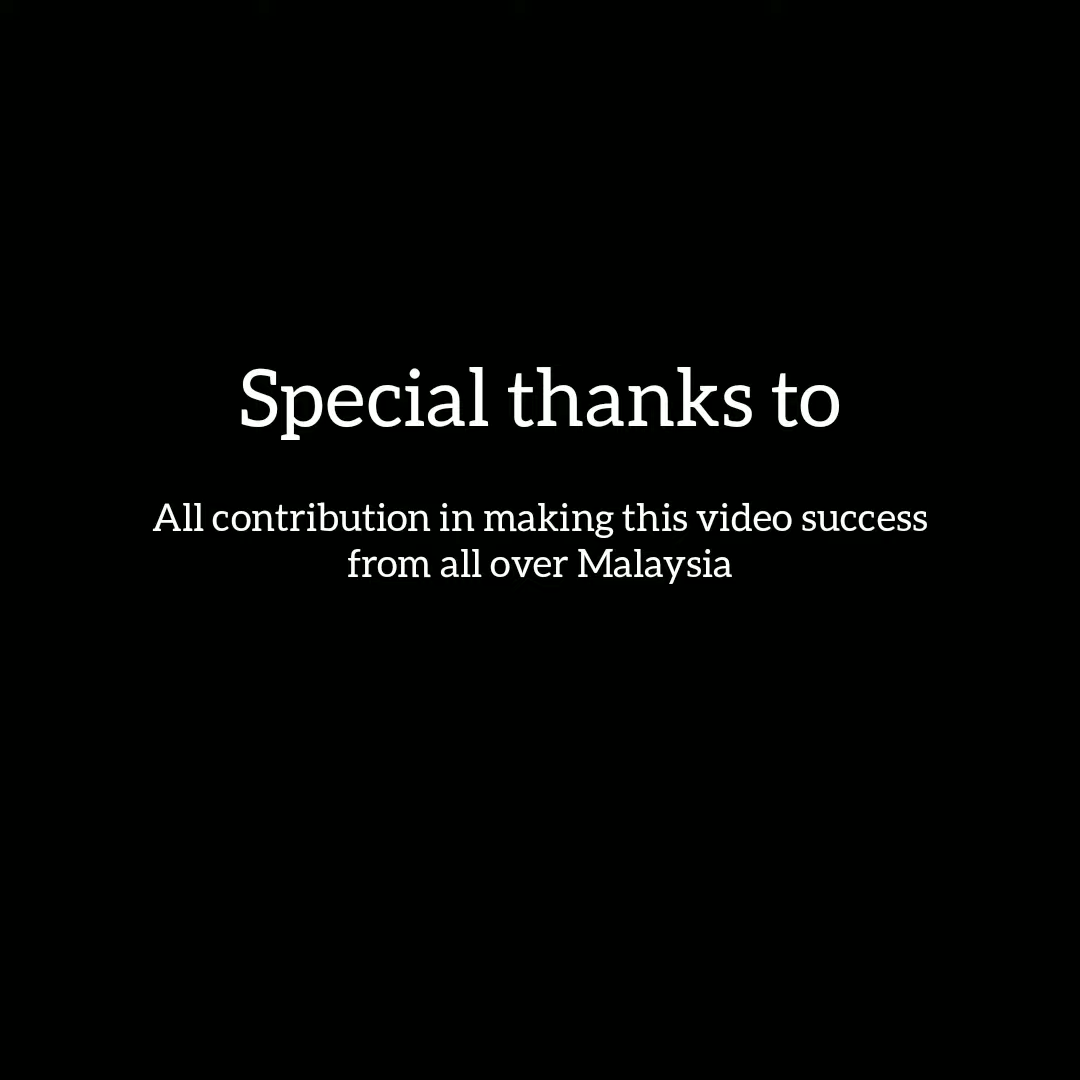 Special thanks to
All contribution in making this video success
from all over Malaysia